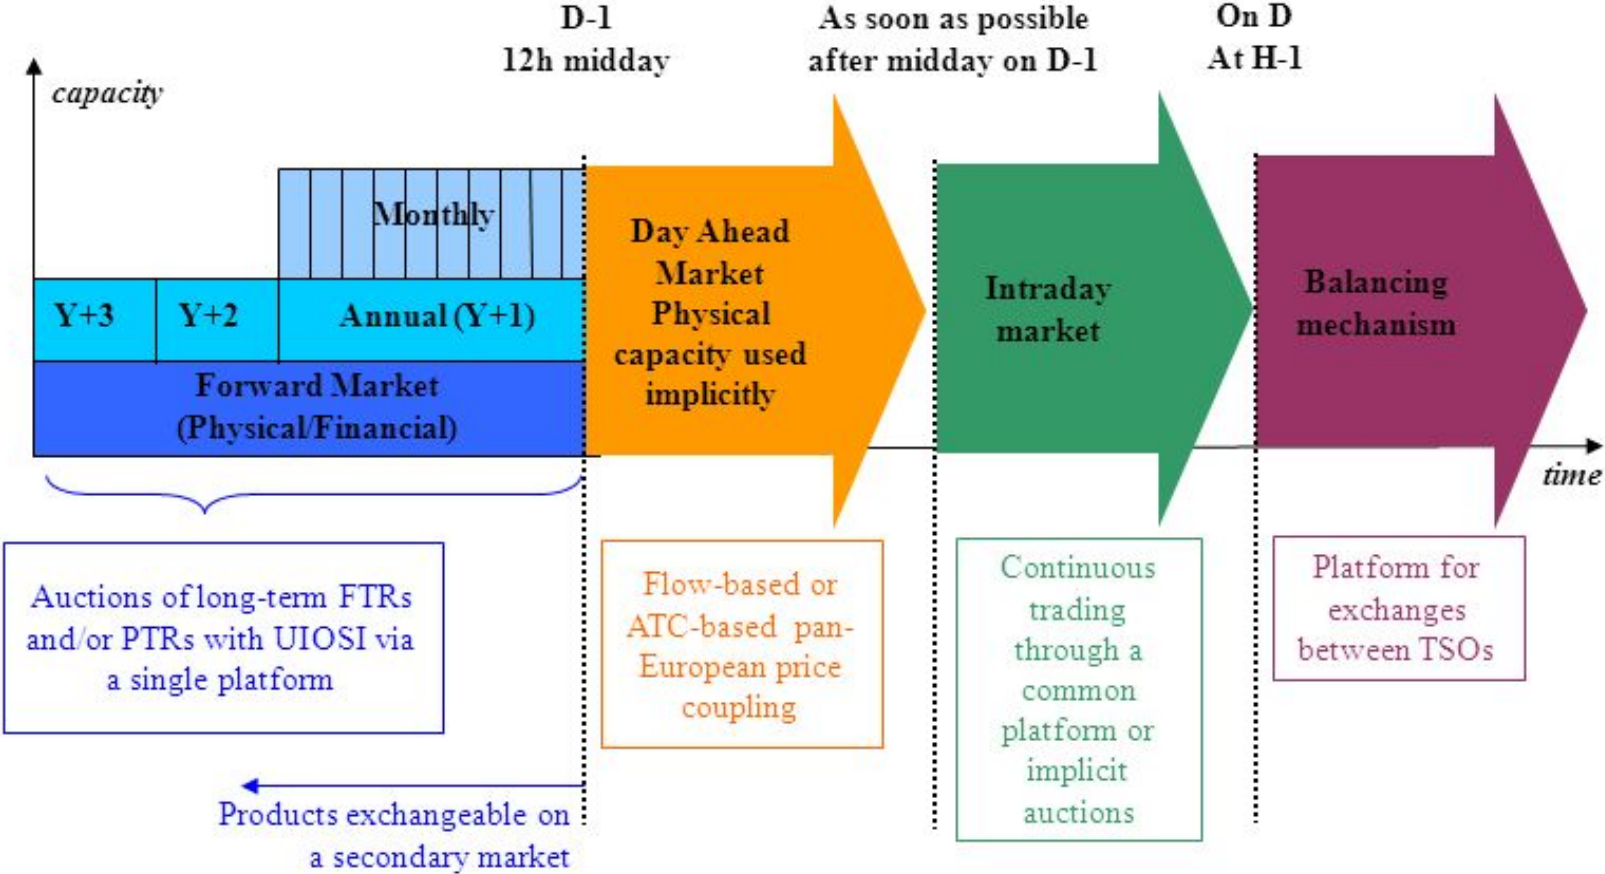 D-1
12h midday
As soon as possible
after midday on D-1
On D
At H-1
capacity
Monthly
Y+3
Y+2
Annual (Y+1)
Forward Market
(Physical/Financial)
Day Ahead
Market
Physical
capacity used
implicitly
Intraday
market
Balancing
mechanism
time
Auctions of long-term FTRs
and/or PTRs with UIOSI via
a single platform
Flow-based or
ATC-based pan-
European price
coupling
Continuous
trading
through a
common
platform or
implicit
auctions
Platform for
exchanges
between TSOs
Products exchangeable on
a secondary market